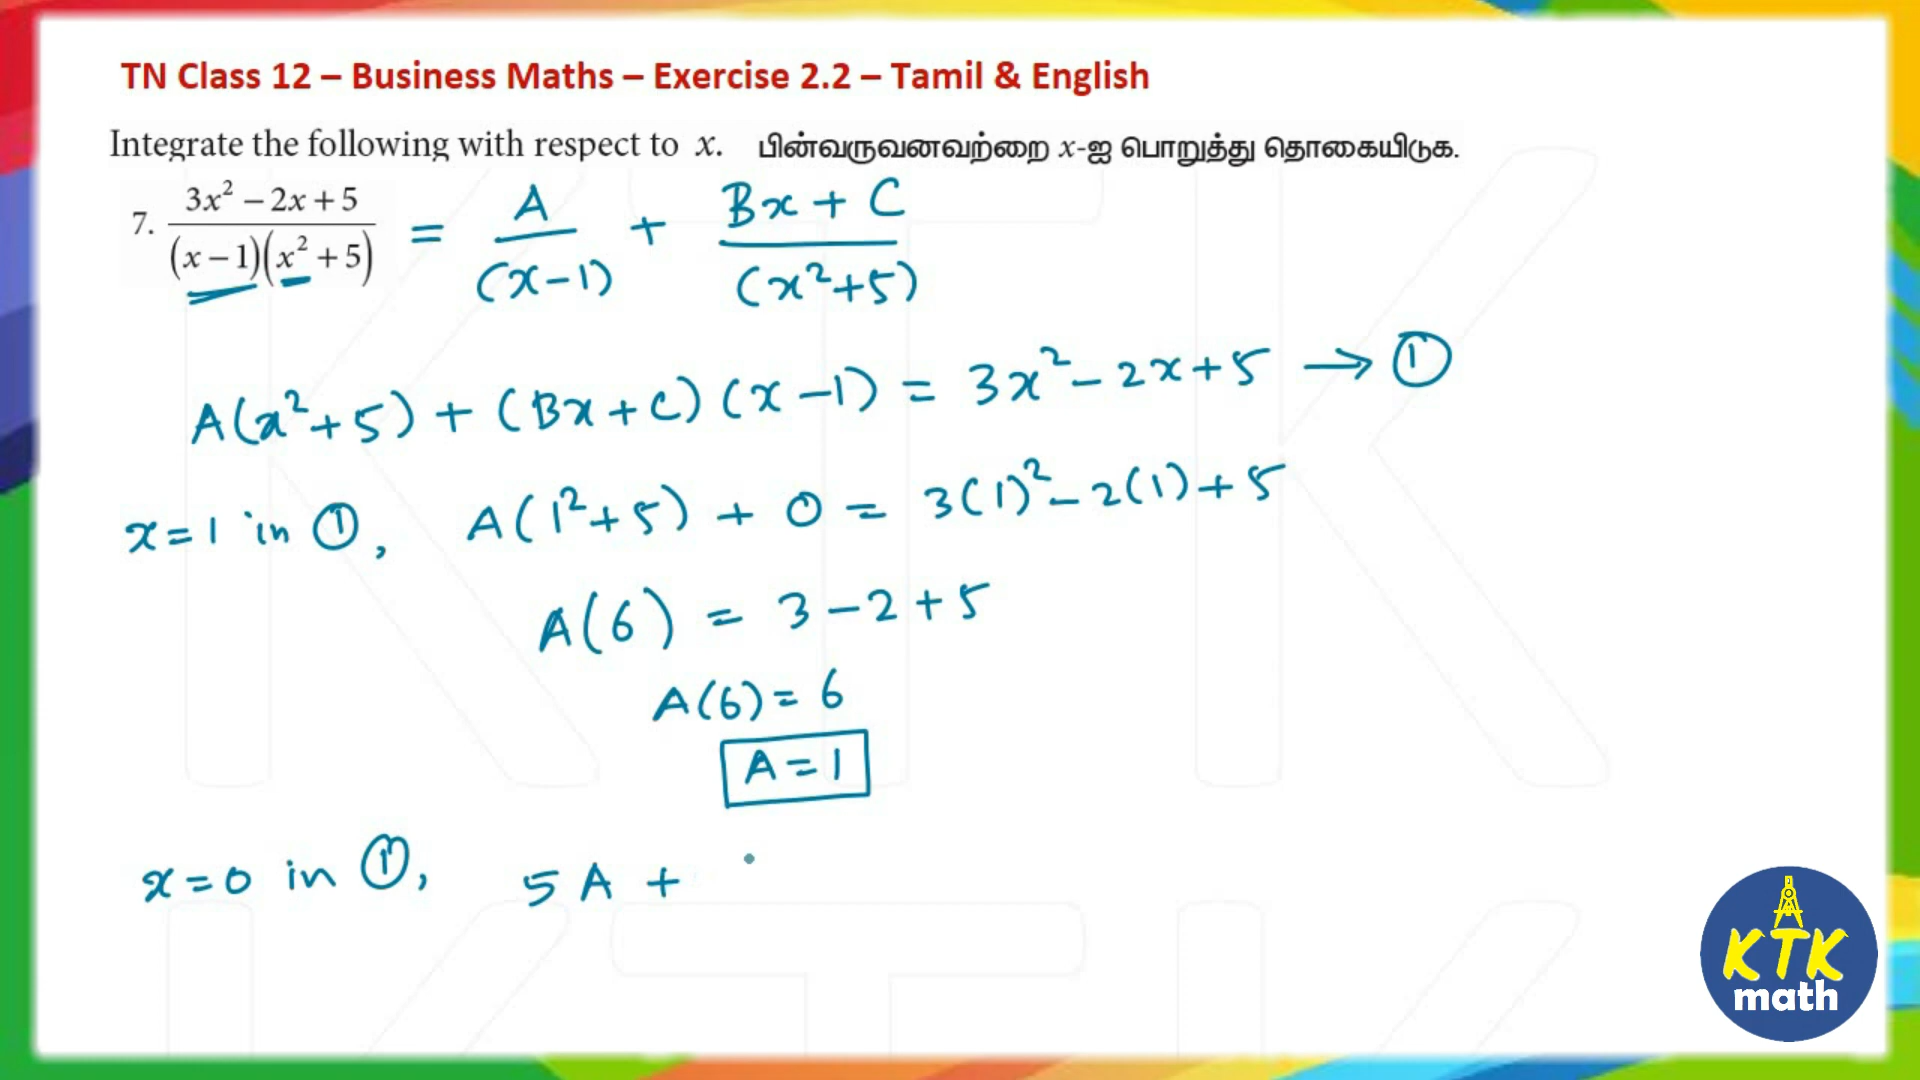 TN Class 12 – Business Maths – Exercise 2.2 – Tamil & English
Integrate the following with respect to x. பின்வருவனவற்றை x-ஐ பொறுத்து தொகையிடுக.
7. (3x² – 2x + 5) / ((x – 1)(x² + 5)) = A / (x-1) + (Bx + C) / (x²+5)
A(x²+5) + (Bx+C)(x-1) = 3x²-2x+5 → ①
x=1 in ①, A(1²+5) + 0 = 3(1)²-2(1)+5
A(6) = 3-2+5
A(6) = 6
A=1
x=0 in ①, 5A +
KTK
math